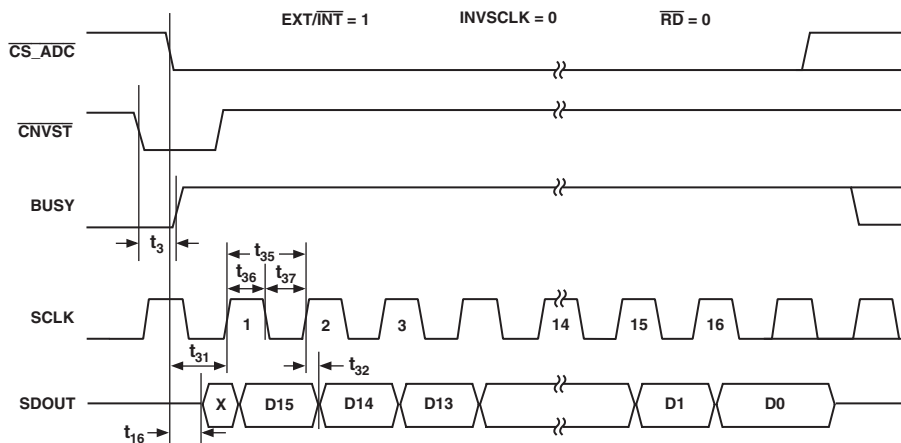 EXT/INT = 1 INVSCLK = 0 RD = 0
CS_ADC
CNVST
BUSY
t3
t35
t36 t37
SCLK 1 2 3 14 15 16
t31
t32
SDOUT X D15 D14 D13 D1 D0
t16